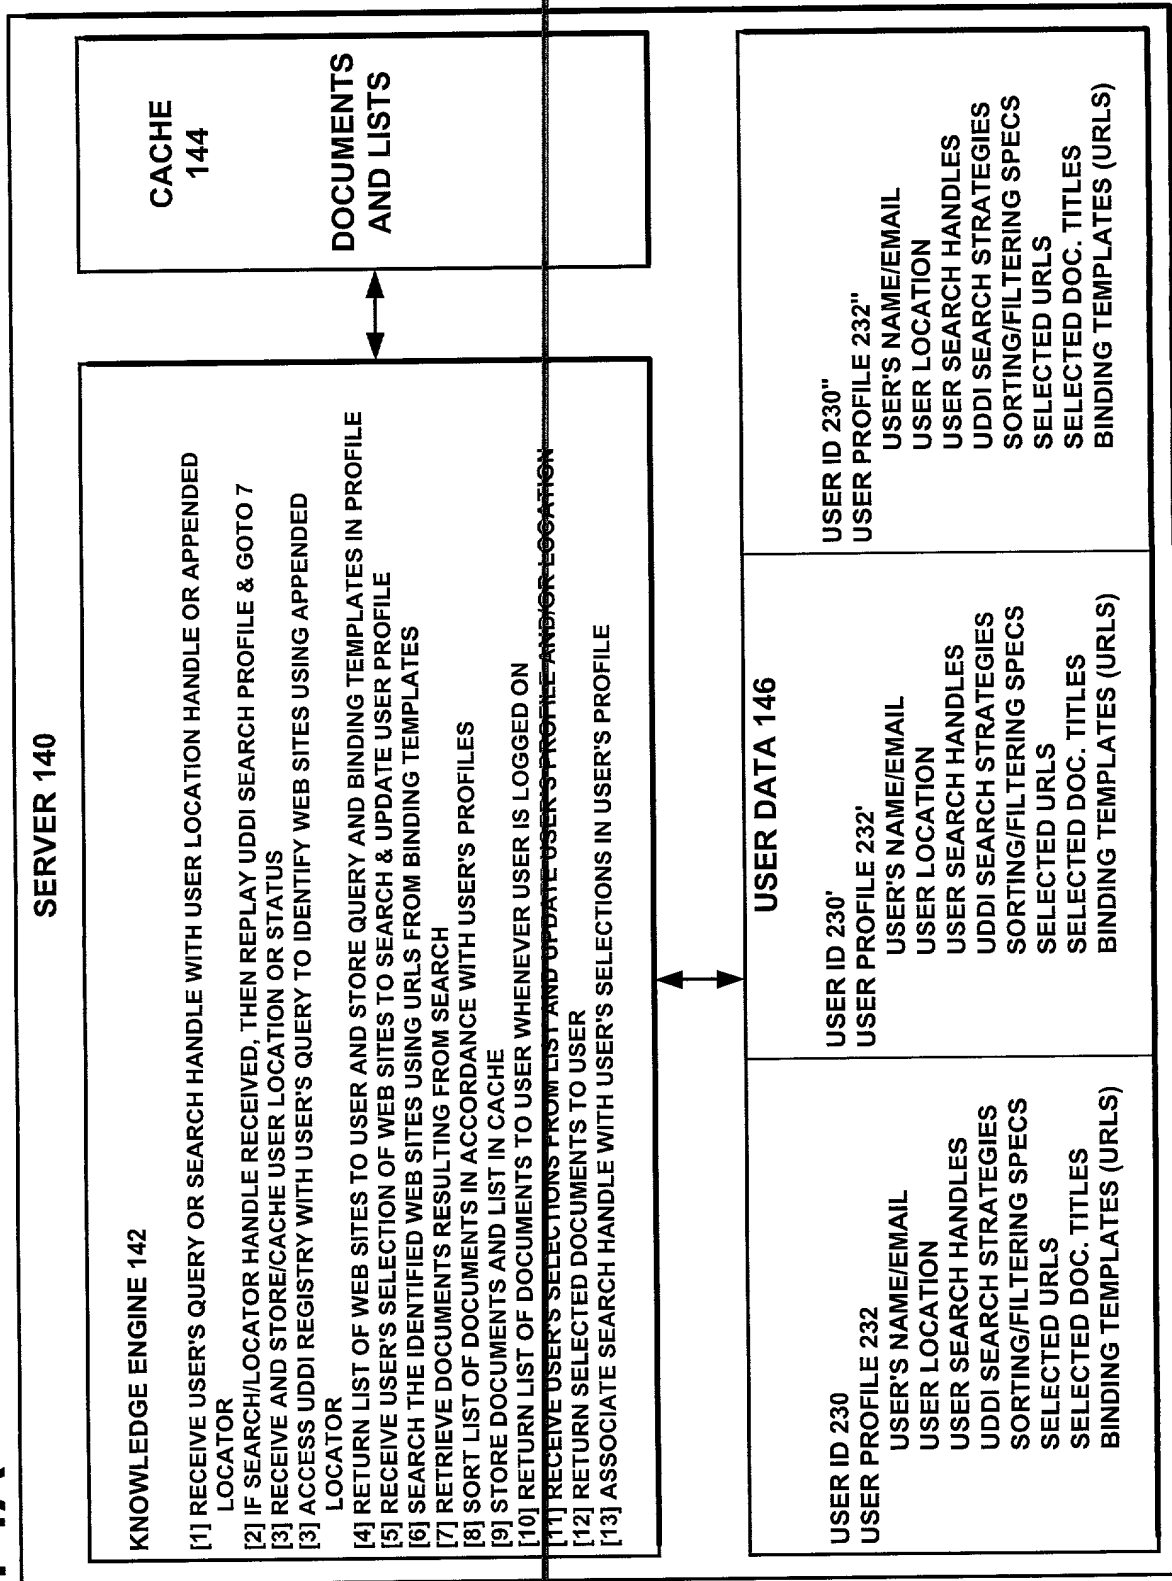 SERVER 140
KNOWLEDGE ENGINE 142
[1] RECEIVE USER'S QUERY OR SEARCH HANDLE WITH USER LOCATION HANDLE OR APPENDED
LOCATOR
[2] IF SEARCH/LOCATOR HANDLE RECEIVED, THEN REPLAY UDDI SEARCH PROFILE & GOTO 7
[3] RECEIVE AND STORE/CACHE USER LOCATION OR STATUS
[3] ACCESS UDDI REGISTRY WITH USER'S QUERY TO IDENTIFY WEB SITES USING APPENDED
LOCATOR
[4] RETURN LIST OF WEB SITES TO USER AND STORE QUERY AND BINDING TEMPLATES IN PROFILE
[5] RECEIVE USER'S SELECTION OF WEB SITES TO SEARCH & UPDATE USER PROFILE
[6] SEARCH THE IDENTIFIED WEB SITES USING URLS FROM BINDING TEMPLATES
[7] RETRIEVE DOCUMENTS RESULTING FROM SEARCH
[8] SORT LIST OF DOCUMENTS IN ACCORDANCE WITH USER'S PROFILES
[9] STORE DOCUMENTS AND LIST IN CACHE
[10] RETURN LIST OF DOCUMENTS TO USER WHENEVER USER IS LOGGED ON
[11] RECEIVE USER'S SELECTIONS FROM LIST AND UPDATE USER'S PROFILE AND/OR LOCATION
[12] RETURN SELECTED DOCUMENTS TO USER
[13] ASSOCIATE SEARCH HANDLE WITH USER'S SELECTIONS IN USER'S PROFILE
CACHE
144
DOCUMENTS
AND LISTS
USER DATA 146
USER ID 230
USER PROFILE 232
USER'S NAME/EMAIL
USER LOCATION
USER SEARCH HANDLES
UDDI SEARCH STRATEGIES
SORTING/FILTERING SPECS
SELECTED URLS
SELECTED DOC. TITLES
BINDING TEMPLATES (URLS)
USER ID 230'
USER PROFILE 232'
USER'S NAME/EMAIL
USER LOCATION
USER SEARCH HANDLES
UDDI SEARCH STRATEGIES
SORTING/FILTERING SPECS
SELECTED URLS
SELECTED DOC. TITLES
BINDING TEMPLATES (URLS)
USER ID 230"
USER PROFILE 232"
USER'S NAME/EMAIL
USER LOCATION
USER SEARCH HANDLES
UDDI SEARCH STRATEGIES
SORTING/FILTERING SPECS
SELECTED URLS
SELECTED DOC. TITLES
BINDING TEMPLATES (URLS)